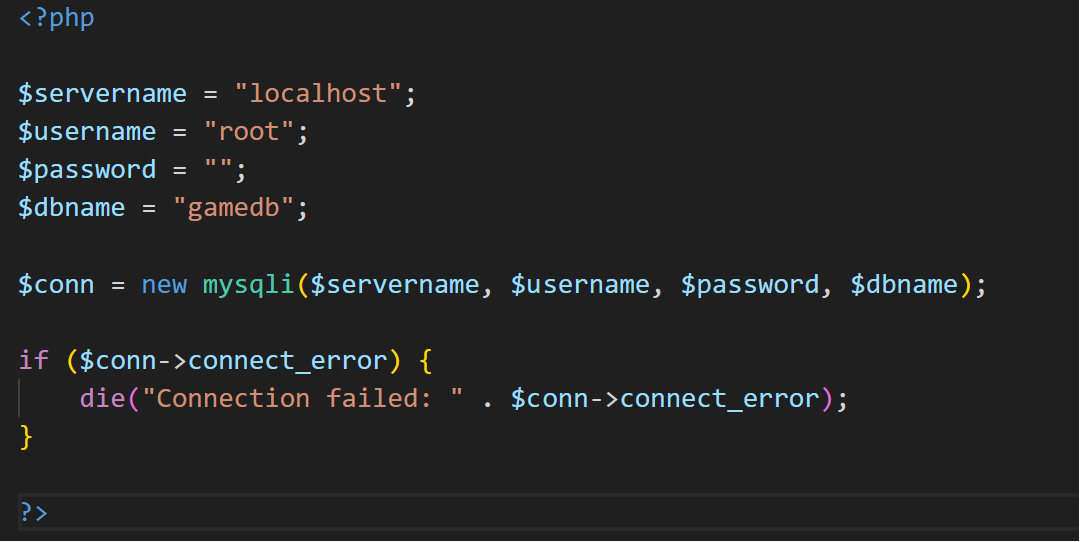 <?php
$servername = "localhost";
$username = "root";
$password = "";
$dbname = "gamedb";
$conn = new mysqli($servername, $username, $password, $dbname);
if ($conn->connect_error) {
    die("Connection failed: " . $conn->connect_error);
}
?>